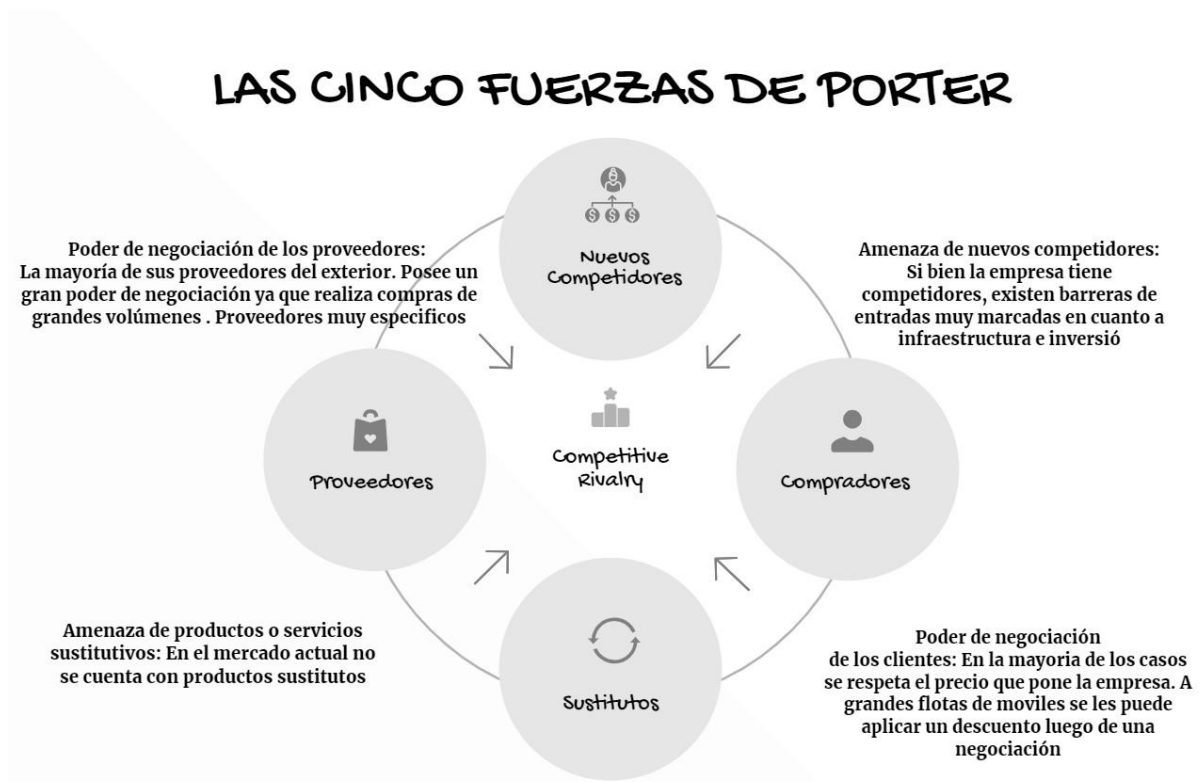 LAS CINCO FUERZAS DE PORTER
Nuevos
Competidores
Poder de negociación de los proveedores:
La mayoría de sus proveedores del exterior. Posee un
gran poder de negociación ya que realiza compras de
grandes volúmenes . Proveedores muy especificos
Amenaza de nuevos competidores:
Si bien la empresa tiene
competidores, existen barreras de
entradas muy marcadas en cuanto a
infraestructura e inversió
Proveedores
Competitive
Rivalry
Compradores
Amenaza de productos o servicios
sustitutivos: En el mercado actual no
se cuenta con productos sustitutos
Sustitutos
Poder de negociación
de los clientes: En la mayoria de los casos
se respeta el precio que pone la empresa. A
grandes flotas de moviles se les puede
aplicar un descuento luego de una
negociación